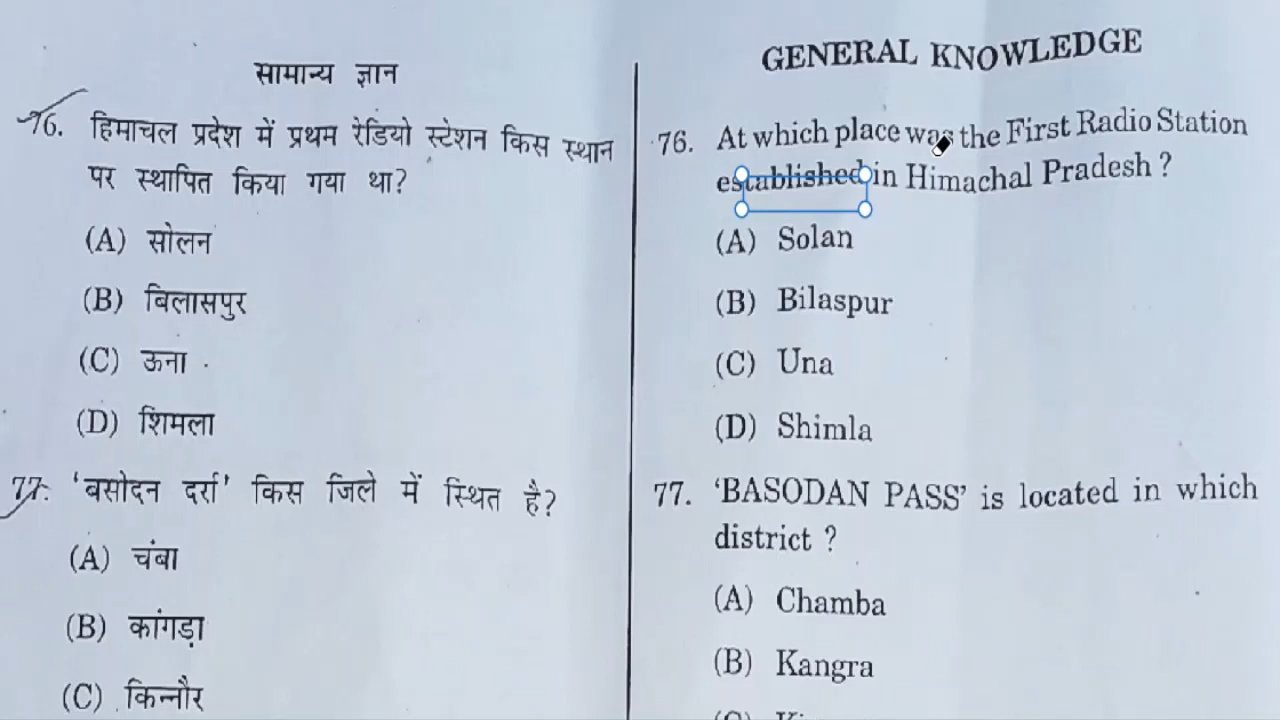 सामान्य ज्ञान
76. हिमाचल प्रदेश में प्रथम रेडियो स्टेशन किस स्थान
पर स्थापित किया गया था?
(A) सोलन
(B) बिलासपुर
(C) ऊना
(D) शिमला
77. 'बसोदन दर्रा' किस जिले में स्थित है?
(A) चंबा
(B) कांगड़ा
(C) किन्नौर
GENERAL KNOWLEDGE
76. At which place was the First Radio Station
established in Himachal Pradesh ?
(A) Solan
(B) Bilaspur
(C) Una
(D) Shimla
77. 'BASODAN PASS' is located in which
district ?
(A) Chamba
(B) Kangra